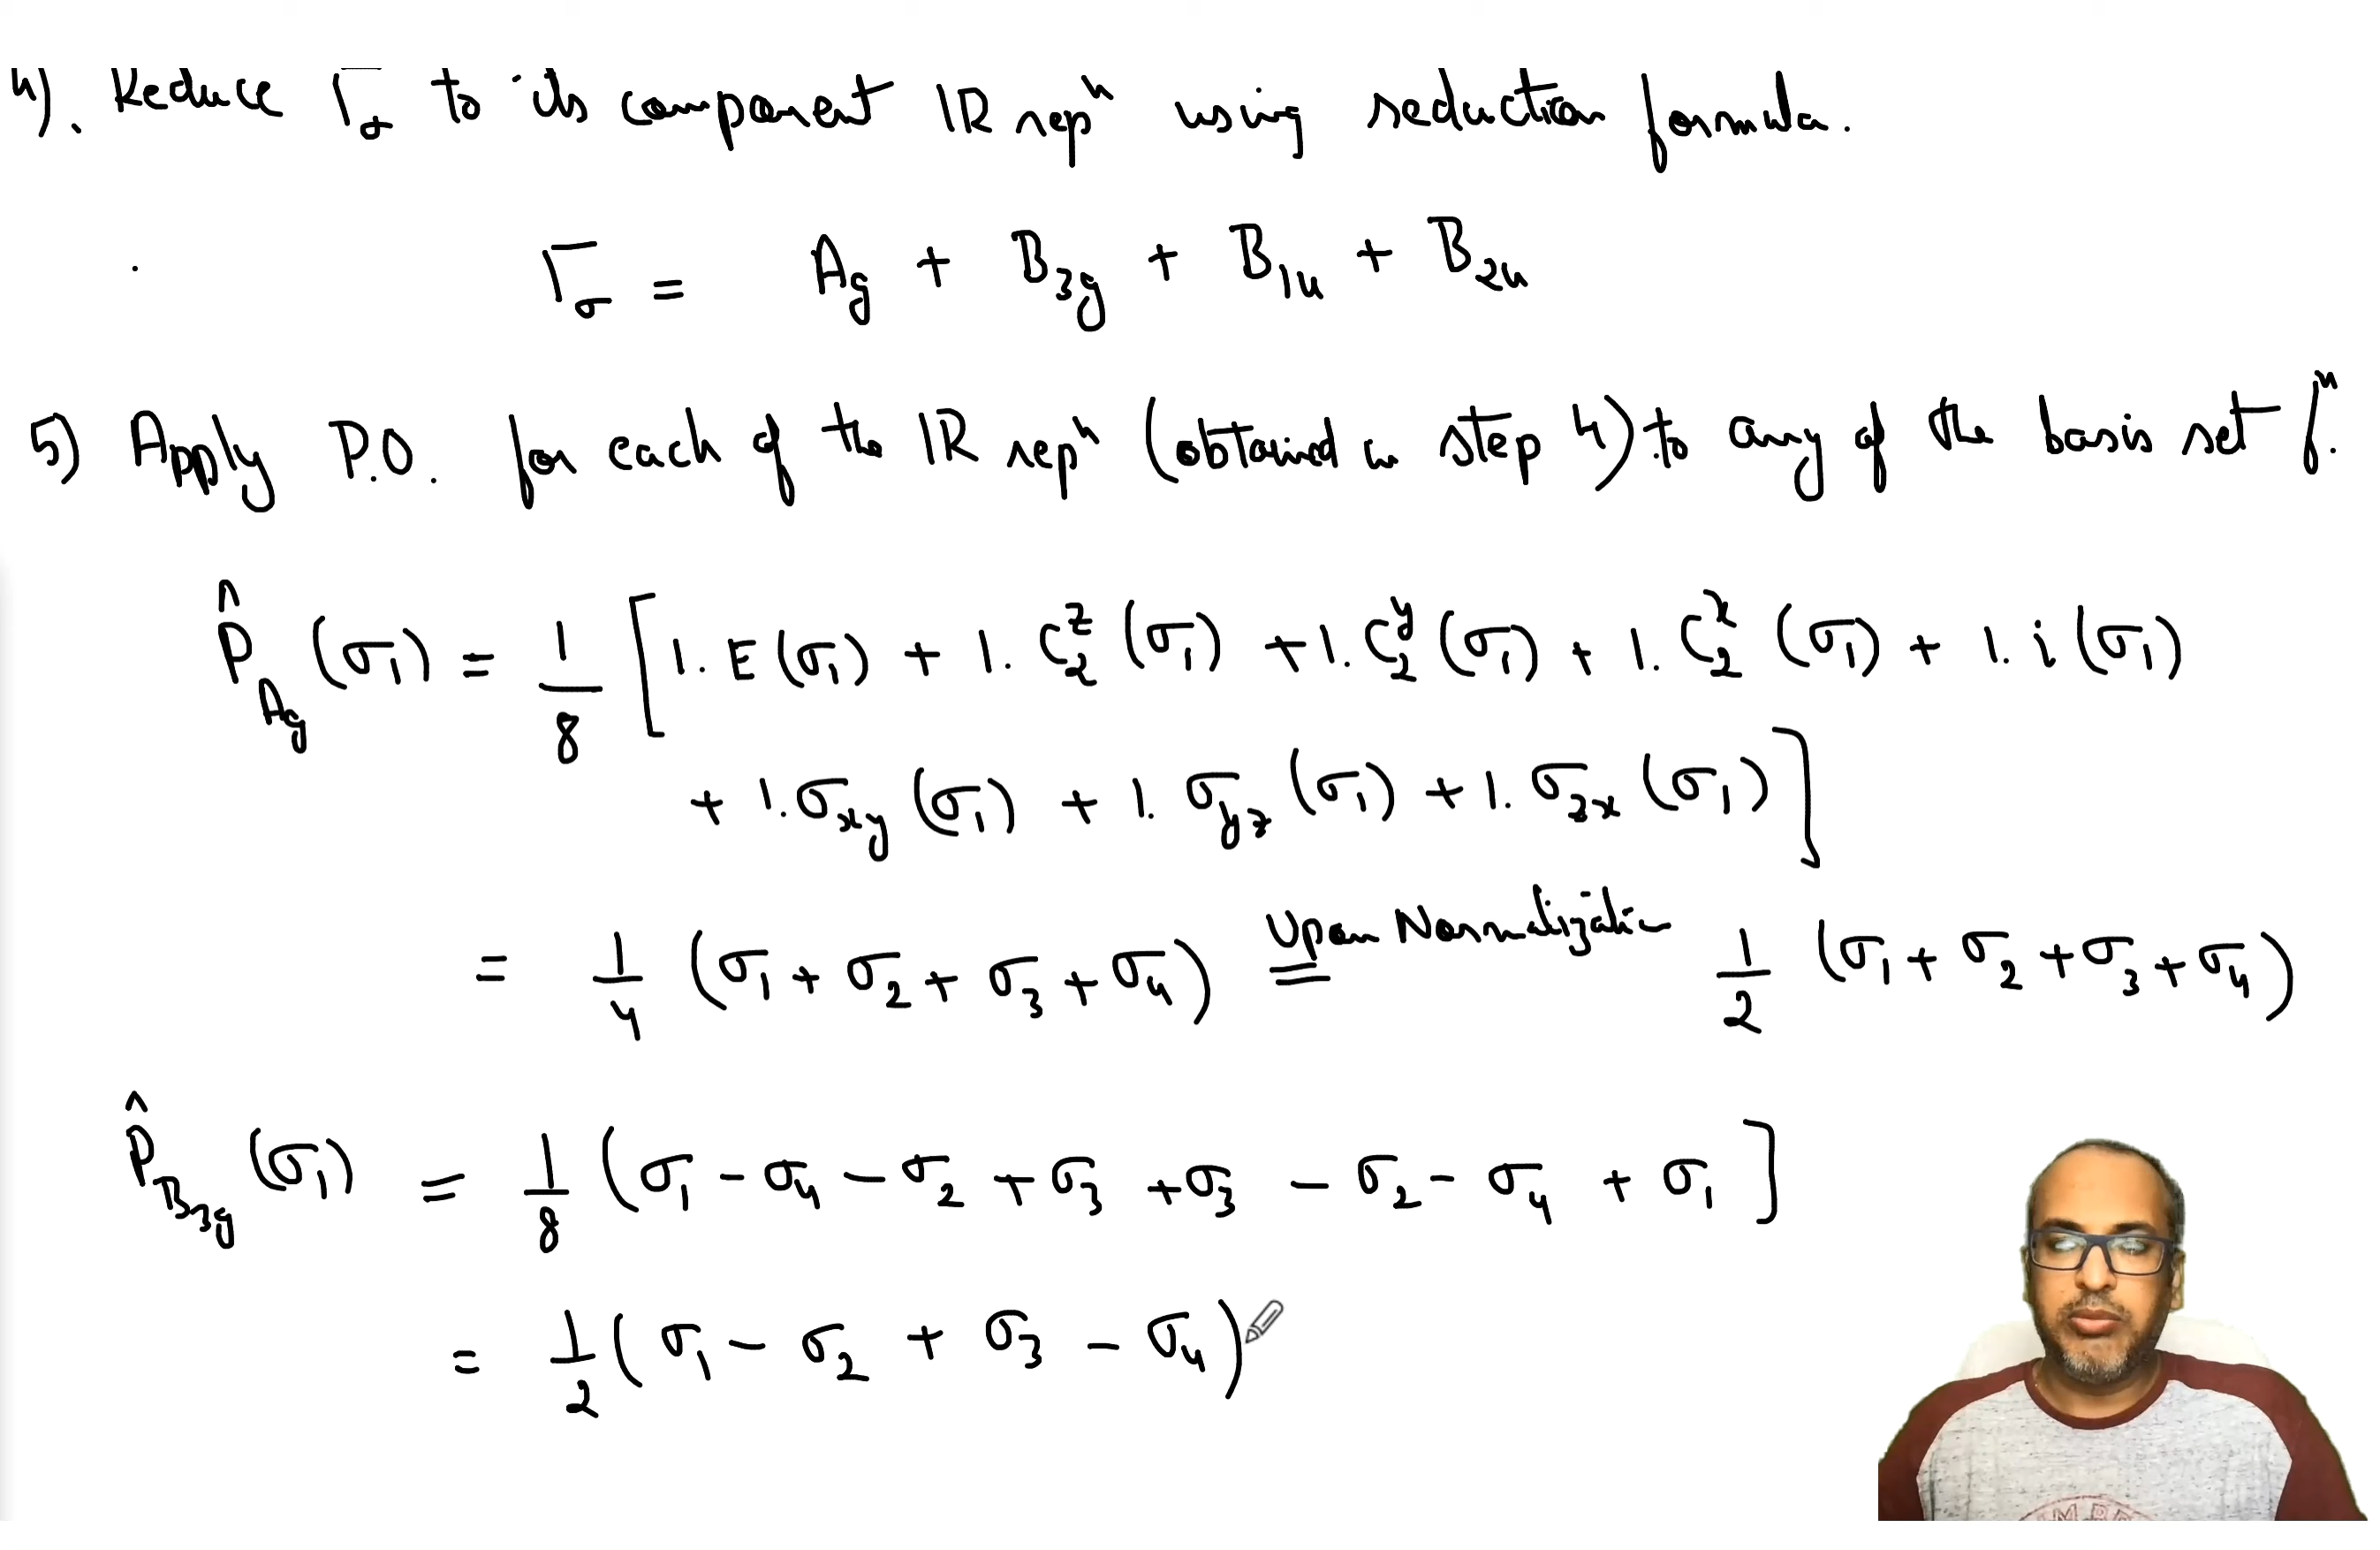 4). Reduce Γσ to its component IR repⁿ using reduction formula.
Γσ = Ag + B3g + B1u + B2u
5) Apply P.O. for each of the IR repⁿ (obtained in step 4) to any of the basis set fⁿ.
P̂Ag (σ1) = 1/8 [ 1. E (σ1) + 1. C2^z (σ1) + 1. C2^y (σ1) + 1. C2^x (σ1) + 1. i (σ1)
+ 1. σxy (σ1) + 1. σyz (σ1) + 1. σzx (σ1) ]
= 1/4 (σ1 + σ2 + σ3 + σ4) Upon Normalization = 1/2 (σ1 + σ2 + σ3 + σ4)
P̂B3g (σ1) = 1/8 (σ1 - σ4 - σ2 + σ3 + σ3 - σ2 - σ4 + σ1 ]
= 1/2 (σ1 - σ2 + σ3 - σ4)